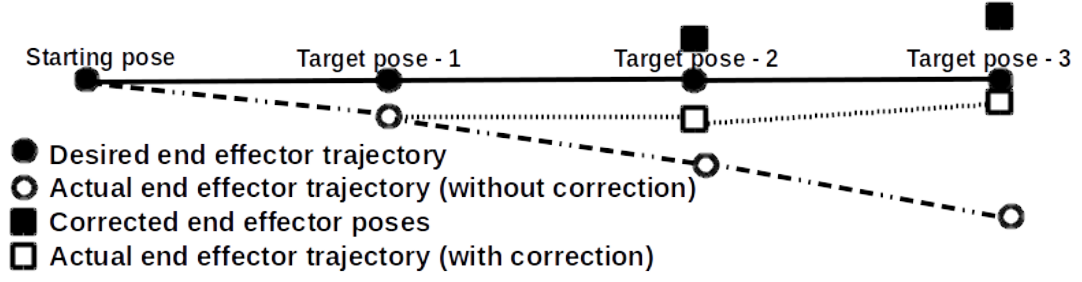 Starting pose
Target pose - 1
Target pose - 2
Target pose - 3
Desired end effector trajectory
Actual end effector trajectory (without correction)
Corrected end effector poses
Actual end effector trajectory (with correction)